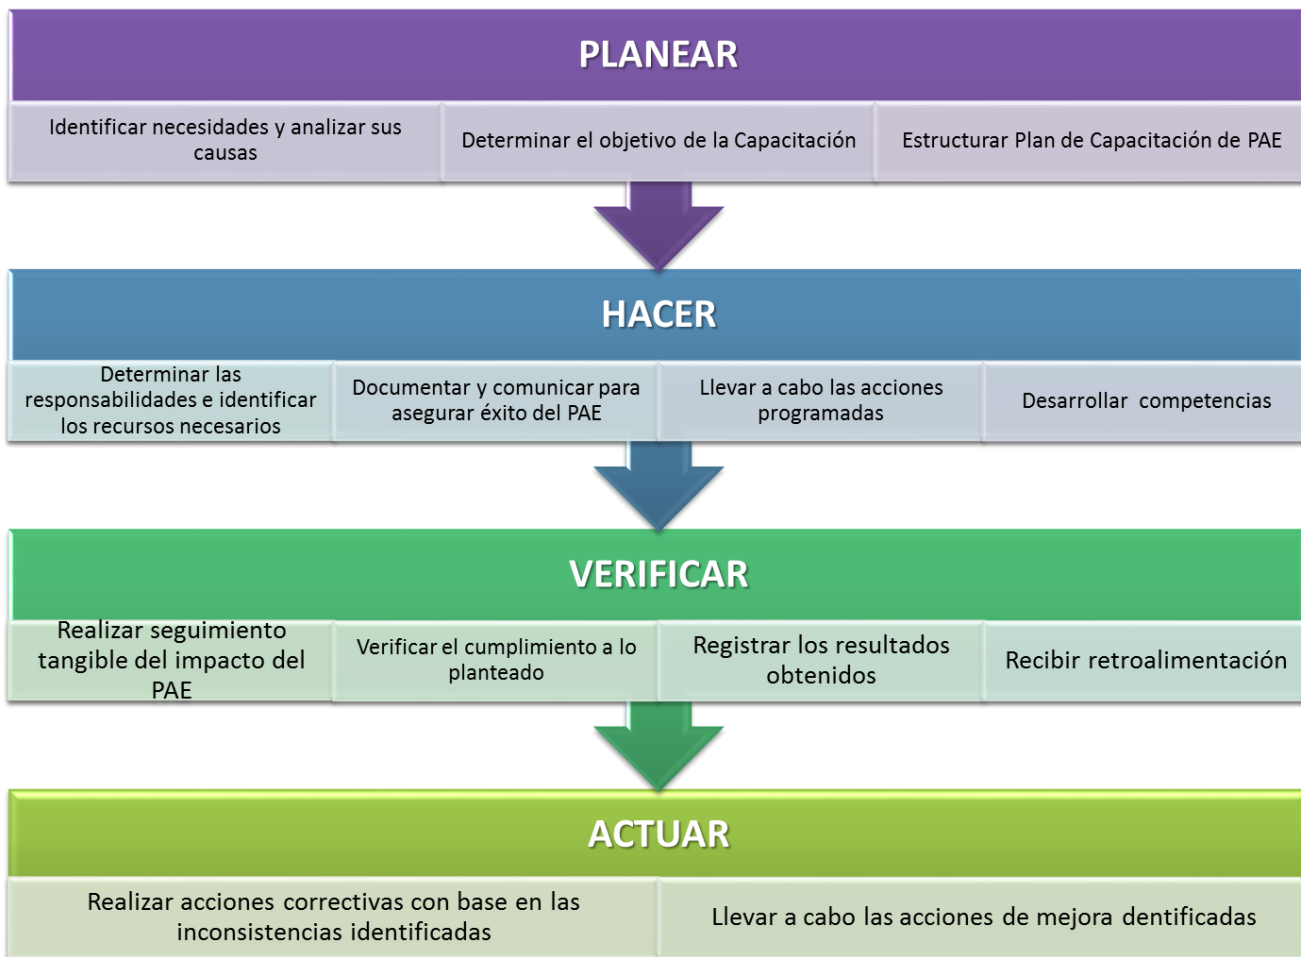 PLANEAR
Identificar necesidades y analizar sus
causas
Determinar el objetivo de la Capacitación
Estructurar Plan de Capacitación de PAE
HACER
Determinar las
responsabilidades e identificar
los recursos necesarios
Documentar y comunicar para
asegurar éxito del PAE
Llevar a cabo las acciones
programadas
Desarrollar competencias
VERIFICAR
Realizar seguimiento
tangible del impacto del
PAE
Verificar el cumplimiento a lo
planteado
Registrar los resultados
obtenidos
Recibir retroalimentación
ACTUAR
Realizar acciones correctivas con base en las
inconsistencias identificadas
Llevar a cabo las acciones de mejora dentificadas